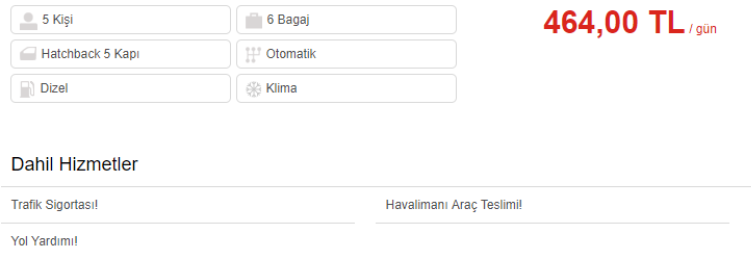 5 Kişi
6 Bagaj
464,00 TL / gün
Hatchback 5 Kapı
Otomatik
Dizel
Klima
Dahil Hizmetler
Trafik Sigortası!
Havalimanı Araç Teslimi!
Yol Yardımı!